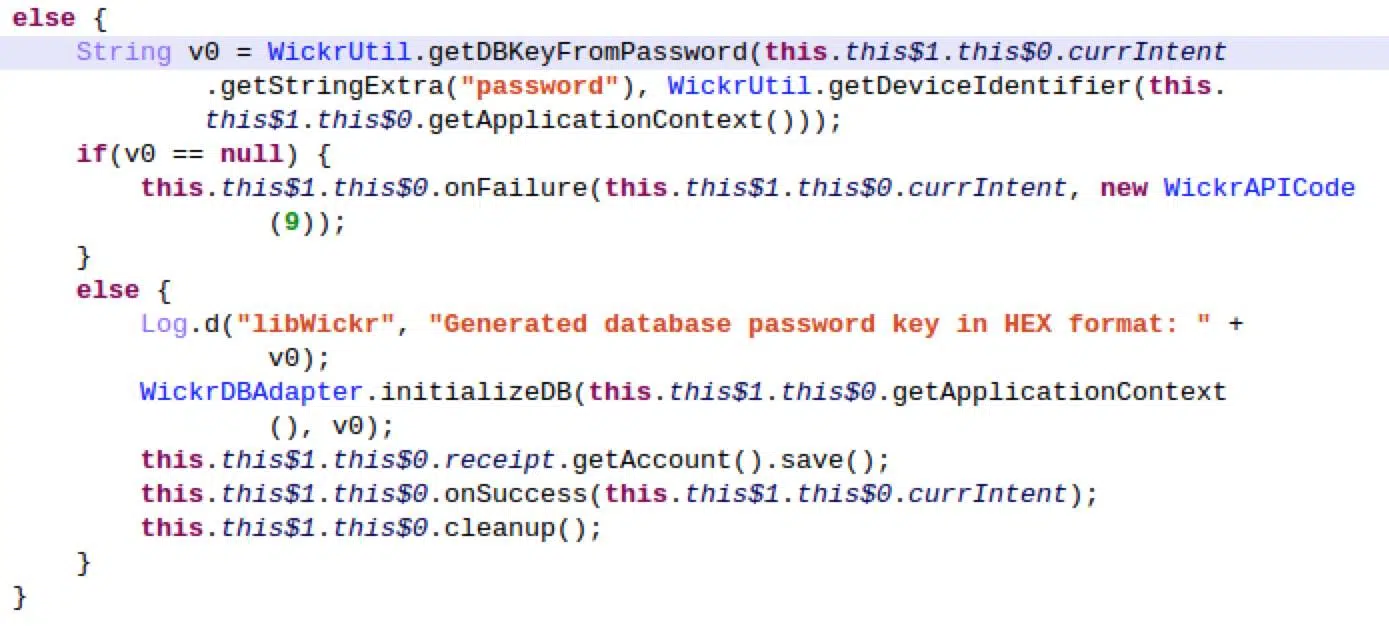 else {
    String v0 = WickrUtil.getDBKeyFromPassword(this.this$1.this$0.currIntent
            .getStringExtra("password"), WickrUtil.getDeviceIdentifier(this.
            this$1.this$0.getApplicationContext()));
    if(v0 == null) {
        this.this$1.this$0.onFailure(this.this$1.this$0.currIntent, new WickrAPICode
                (9));
    }
    else {
        Log.d("libWickr", "Generated database password key in HEX format: " +
                v0);
        WickrDBAdapter.initializeDB(this.this$1.this$0.getApplicationContext
                (), v0);
        this.this$1.this$0.receipt.getAccount().save();
        this.this$1.this$0.onSuccess(this.this$1.this$0.currIntent);
        this.this$1.this$0.cleanup();
    }
}